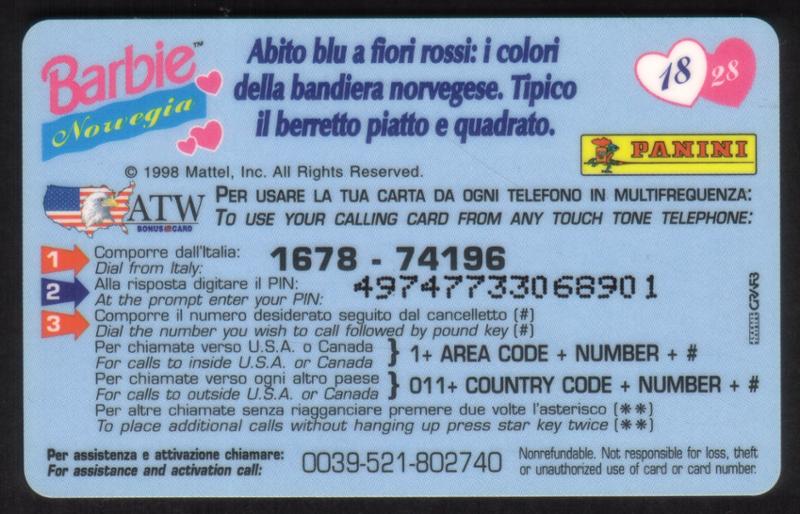 Barbie™
Norvegia
Abito blu a fiori rossi: i colori
della bandiera norvegese. Tipico
il berretto piatto e quadrato.
18 28
PANINI
© 1998 Mattel, Inc. All Rights Reserved.
ATW
BONUS CARD
PER USARE LA TUA CARTA DA OGNI TELEFONO IN MULTIFREQUENZA:
TO USE YOUR CALLING CARD FROM ANY TOUCH TONE TELEPHONE:
1 Comporre dall'Italia: 1678 - 74196
Dial from Italy:
2 Alla risposta digitare il PIN: 49747733068901
At the prompt enter your PIN:
3 Comporre il numero desiderato seguito dal cancelletto (#)
Dial the number you wish to call followed by pound key (#)
Per chiamate verso U.S.A. o Canada } 1+ AREA CODE + NUMBER + #
For calls to inside U.S.A. or Canada
Per chiamate verso ogni altro paese } 011+ COUNTRY CODE + NUMBER + #
For calls to outside U.S.A. or Canada
Per altre chiamate senza riagganciare premere due volte l'asterisco (**)
To place additional calls without hanging up press star key twice (**)
Per assistenza e attivazione chiamare: 0039-521-802740
For assistance and activation call:
Nonrefundable. Not responsible for loss, theft
or unauthorized use of card or card number.